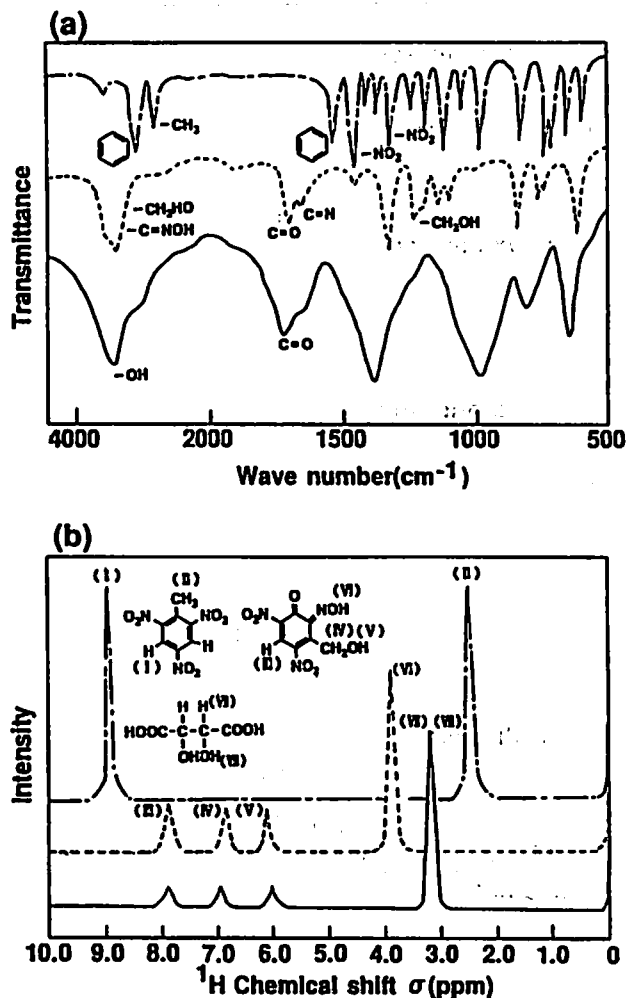 (a)
Transmittance
-CH₃
-NO₂
-NO₂
-CH₂HO
-C=NOH
C=O
C=N
-CH₂OH
-OH
C=O
4000 2000 1500 1000 500
Wave number(cm⁻¹)
(b)
Intensity
(I)
(II)
CH₃
O₂N
NO₂
H
H
(I)
NO₂
(VI)
O
O₂N
NOH
(IV)(V)
H
CH₂OH
(III)
NO₂
(II)
(VI)
H H(VII)
HOOC-C-C-COOH
OHOH(VIII)
(VII)(VIII)
(III) (IV) (V)
10.0 9.0 8.0 7.0 6.0 5.0 4.0 3.0 2.0 1.0 0
¹H Chemical shift σ(ppm)